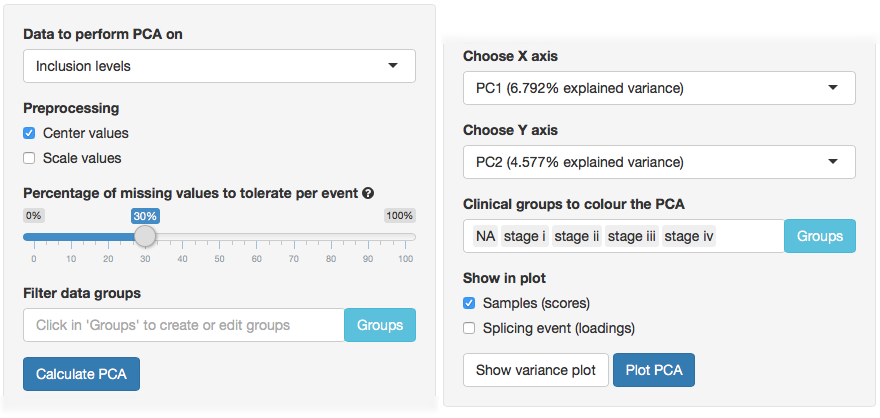 Data to perform PCA on
Inclusion levels
Preprocessing
Center values
Scale values
Percentage of missing values to tolerate per event ?
0% 30% 100%
0 10 20 30 40 50 60 70 80 90 100
Filter data groups
Click in 'Groups' to create or edit groups Groups
Calculate PCA
Choose X axis
PC1 (6.792% explained variance)
Choose Y axis
PC2 (4.577% explained variance)
Clinical groups to colour the PCA
NA stage i stage ii stage iii stage iv Groups
Show in plot
Samples (scores)
Splicing event (loadings)
Show variance plot Plot PCA